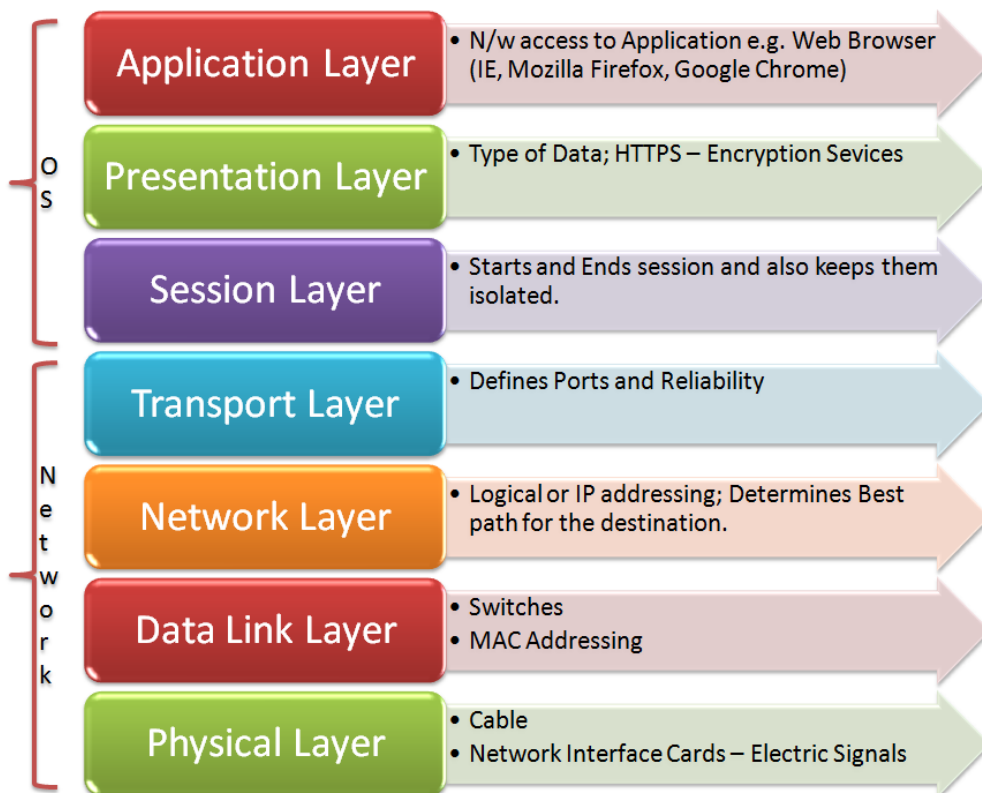 Application Layer
• N/w access to Application e.g. Web Browser
(IE, Mozilla Firefox, Google Chrome)
Presentation Layer
• Type of Data; HTTPS – Encryption Sevices
Session Layer
• Starts and Ends session and also keeps them
isolated.
OS
Transport Layer
• Defines Ports and Reliability
Network Layer
• Logical or IP addressing; Determines Best
path for the destination.
Data Link Layer
• Switches
• MAC Addressing
Physical Layer
• Cable
• Network Interface Cards – Electric Signals
Network